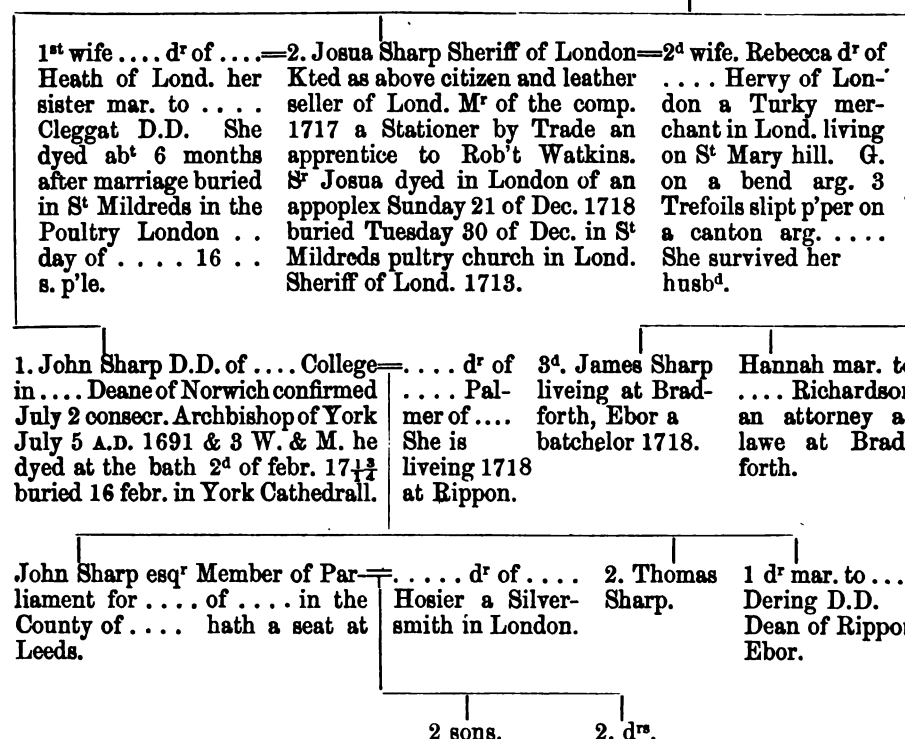 1st wife .... dr of ....=
Heath of Lond. her
sister mar. to ....
Cleggat D.D. She
dyed abt 6 months
after marriage buried
in St Mildreds in the
Poultry London ..
day of .... 16 ..
s. p'le.
2. Josua Sharp Sheriff of London=
Kted as above citizen and leather
seller of Lond. Mr of the comp.
1717 a Stationer by Trade an
apprentice to Rob't Watkins.
Sr Josua dyed in London of an
appoplex Sunday 21 of Dec. 1718
buried Tuesday 30 of Dec. in St
Mildreds pultry church in Lond.
Sheriff of Lond. 1713.
2d wife. Rebecca dr of
.... Hervy of Lon-
don a Turky mer-
chant in Lond. living
on St Mary hill. G.
on a bend arg. 3
Trefoils slipt p'per on
a canton arg.....
She survived her
husbd.
1. John Sharp D.D. of .... College=
in .... Deane of Norwich confirmed
July 2 consecr. Archbishop of York
July 5 A.D. 1691 & 3 W. & M. he
dyed at the bath 2d of febr. 17 13/14
buried 16 febr. in York Cathedrall.
.... dr of
.... Pal-
mer of ....
She is
liveing 1718
at Rippon.
3d. James Sharp
liveing at Brad-
forth, Ebor a
batchelor 1718.
Hannah mar. to
.... Richardson
an attorney a
lawe at Brad
forth.
John Sharp esqr Member of Par-=
liament for .... of .... in the
County of .... hath a seat at
Leeds.
..... dr of ....
Hosier a Silver-
smith in London.
2. Thomas
Sharp.
1 dr mar. to ...
Dering D.D.
Dean of Rippon
Ebor.
2 sons.
2. drs.